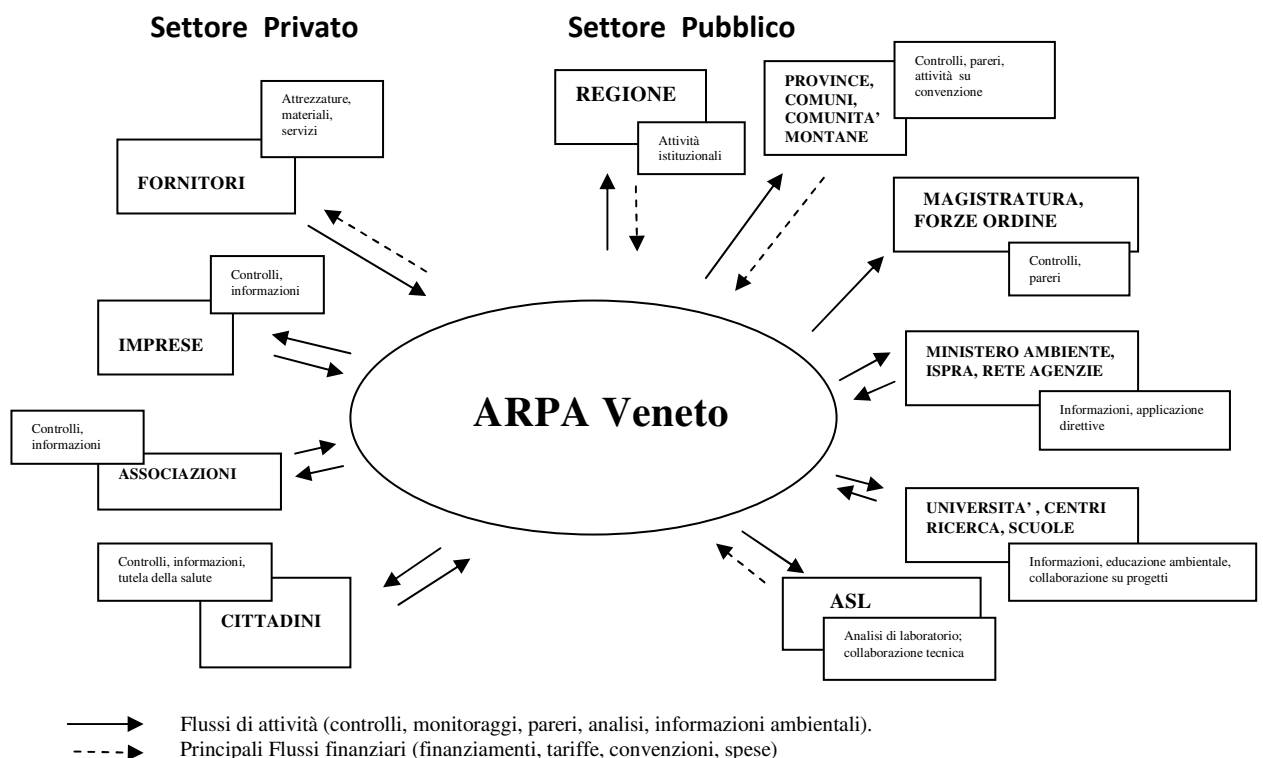 Settore Privato
Settore Pubblico
Attrezzature,
materiali,
servizi
FORNITORI
Controlli,
informazioni
IMPRESE
Controlli,
informazioni
ASSOCIAZIONI
Controlli, informazioni,
tutela della salute
CITTADINI
REGIONE
Attività
istituzionali
PROVINCE,
COMUNI,
COMUNITA'
MONTANE
Controlli, pareri,
attività su
convenzione
MAGISTRATURA,
FORZE ORDINE
Controlli,
pareri
MINISTERO AMBIENTE,
ISPRA, RETE AGENZIE
Informazioni, applicazione
direttive
UNIVERSITA' , CENTRI
RICERCA, SCUOLE
Informazioni, educazione ambientale,
collaborazione su progetti
ASL
Analisi di laboratorio;
collaborazione tecnica
ARPA Veneto
Flussi di attività (controlli, monitoraggi, pareri, analisi, informazioni ambientali).
Principali Flussi finanziari (finanziamenti, tariffe, convenzioni, spese)